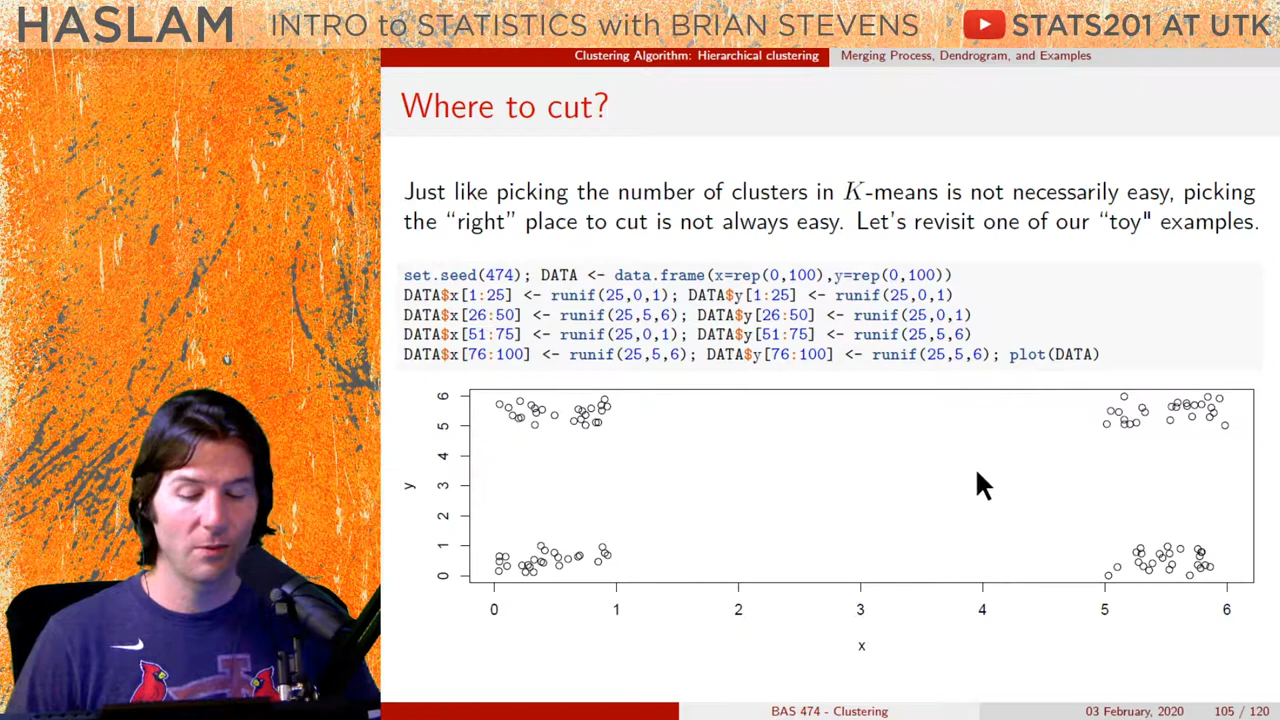 HASLAM INTRO to STATISTICS with BRIAN STEVENS STATS201 AT UTK
Clustering Algorithm: Hierarchical clustering Merging Process, Dendrogram, and Examples
Where to cut?
Just like picking the number of clusters in K-means is not necessarily easy, picking
the “right” place to cut is not always easy. Let's revisit one of our “toy" examples.
set.seed(474); DATA <- data.frame(x=rep(0,100),y=rep(0,100))
DATA$x[1:25] <- runif(25,0,1); DATA$y[1:25] <- runif(25,0,1)
DATA$x[26:50] <- runif(25,5,6); DATA$y[26:50] <- runif(25,0,1)
DATA$x[51:75] <- runif(25,0,1); DATA$y[51:75] <- runif(25,5,6)
DATA$x[76:100] <- runif(25,5,6); DATA$y[76:100] <- runif(25,5,6); plot(DATA)
6
5
4
3
2
1
0
y
0 1 2 3 4 5 6
x
BAS 474 - Clustering 03 February, 2020 105 / 120